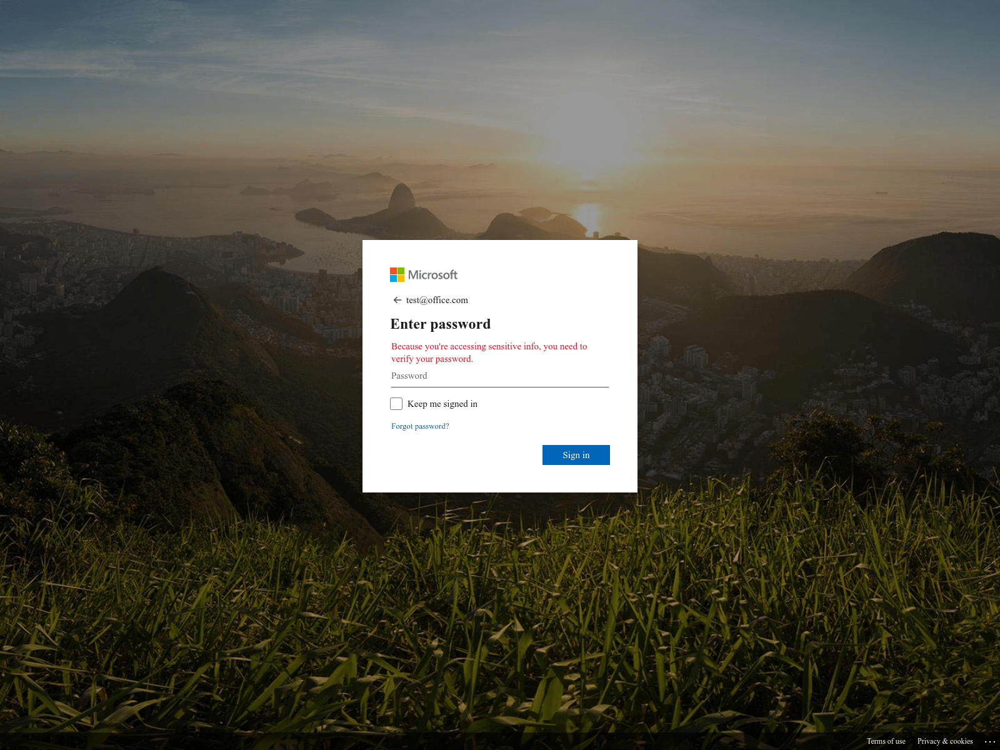 Microsoft
test@office.com
Enter password
Because you're accessing sensitive info, you need to
verify your password.
Password
Keep me signed in
Forgot password?
Sign in
Terms of use Privacy & cookies ...